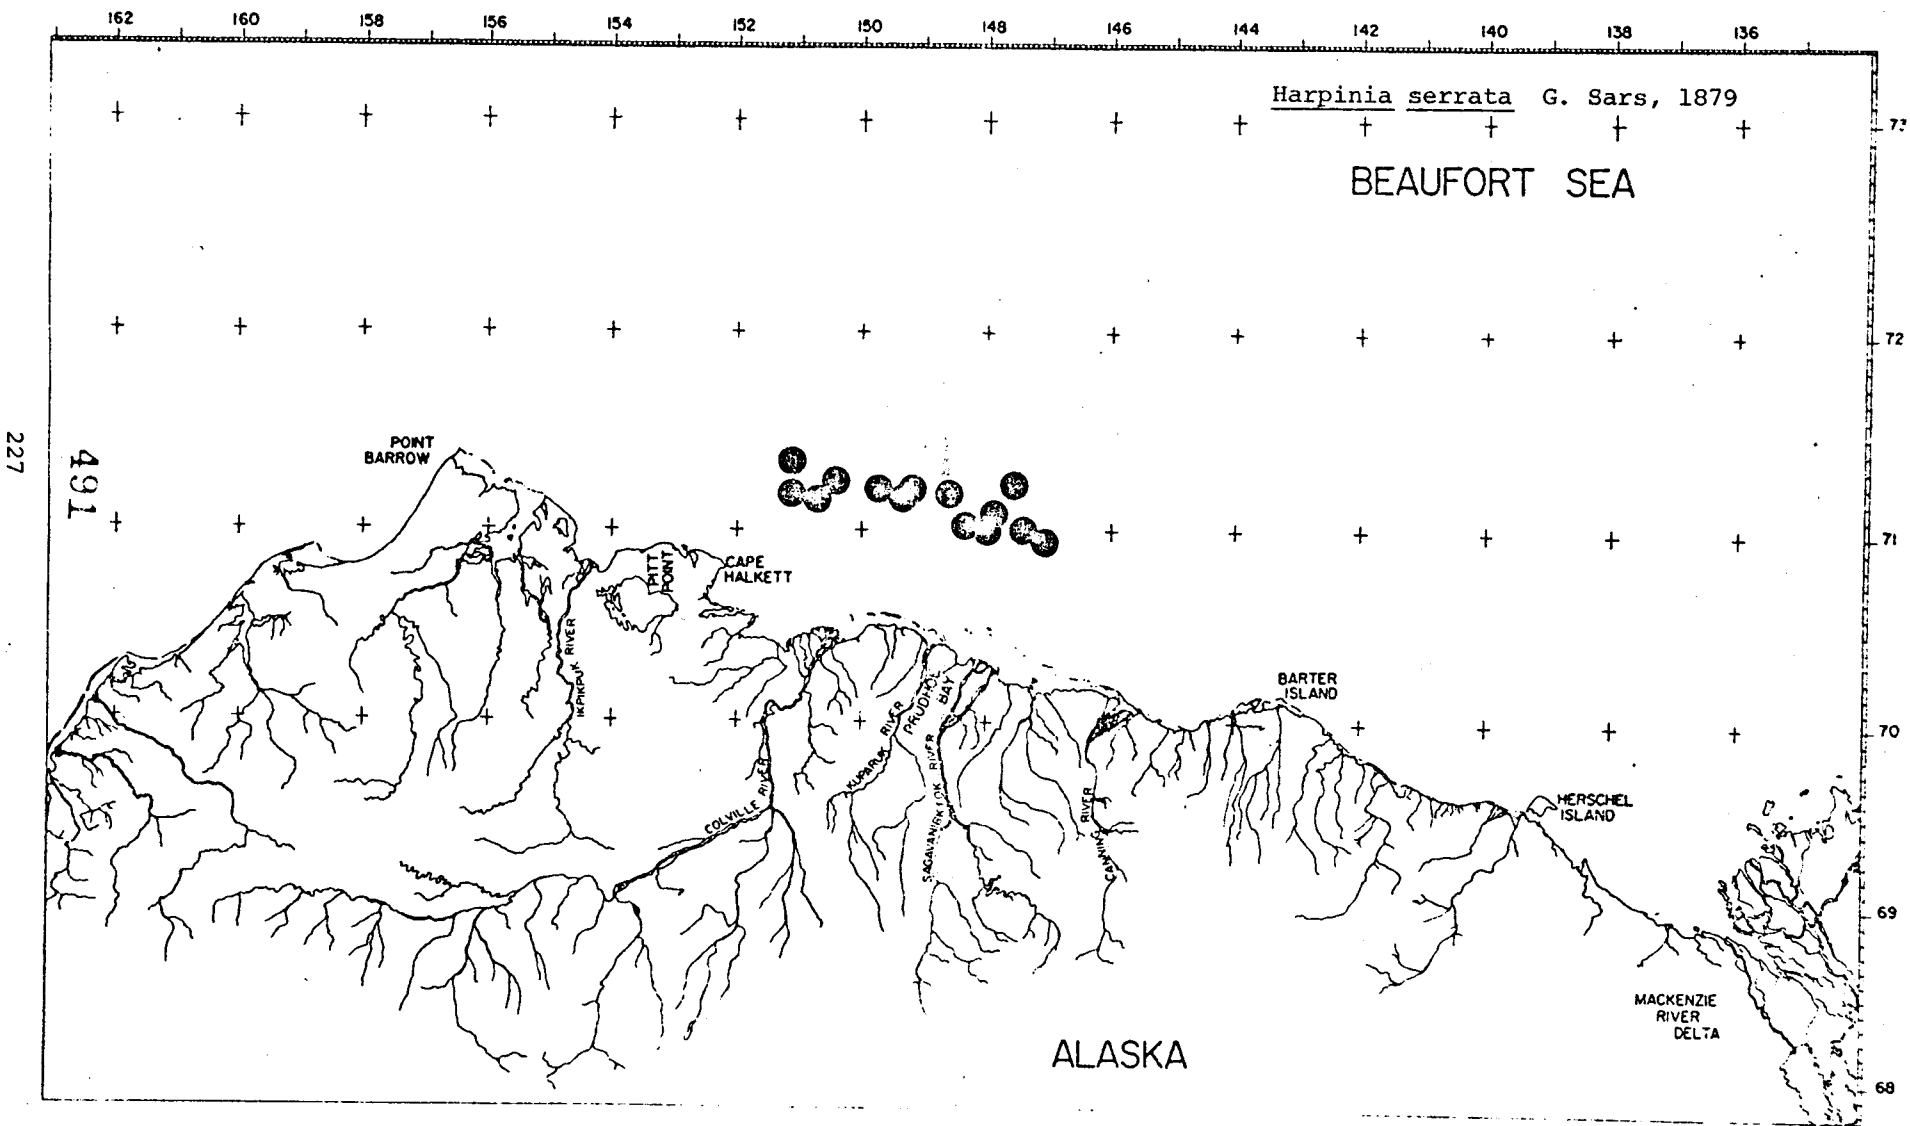 162 160 158 156 154 152 150 148 146 144 142 140 138 136
Harpinia serrata G. Sars, 1879
73
BEAUFORT SEA
72
POINT
BARROW
227
491
71
PITT
POINT
CAPE
HALKETT
IKPIKPUK RIVER
BARTER
ISLAND
PRUDHOE
BAY
KUPARUK RIVER
70
COLVILLE RIVER
SAGAVANIRKTOK RIVER
CANNING RIVER
HERSCHEL
ISLAND
69
MACKENZIE
RIVER
DELTA
ALASKA
68